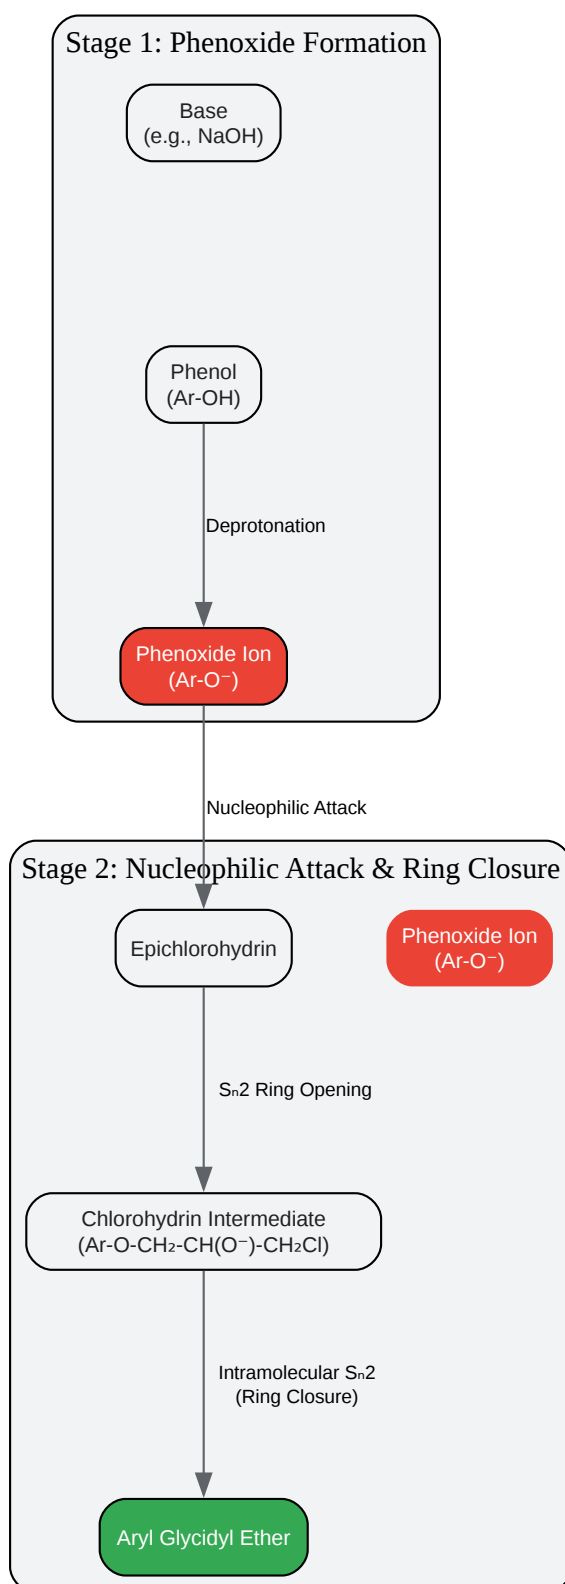 Stage 1: Phenoxide Formation
Base
(e.g., NaOH)
Phenol
(Ar-OH)
Deprotonation
Phenoxide Ion
(Ar-O⁻)
Nucleophilic Attack
Stage 2: Nucleophilic Attack & Ring Closure
Epichlorohydrin
Phenoxide Ion
(Ar-O⁻)
Sₙ2 Ring Opening
Chlorohydrin Intermediate
(Ar-O-CH₂-CH(O⁻)-CH₂Cl)
Intramolecular Sₙ2
(Ring Closure)
Aryl Glycidyl Ether